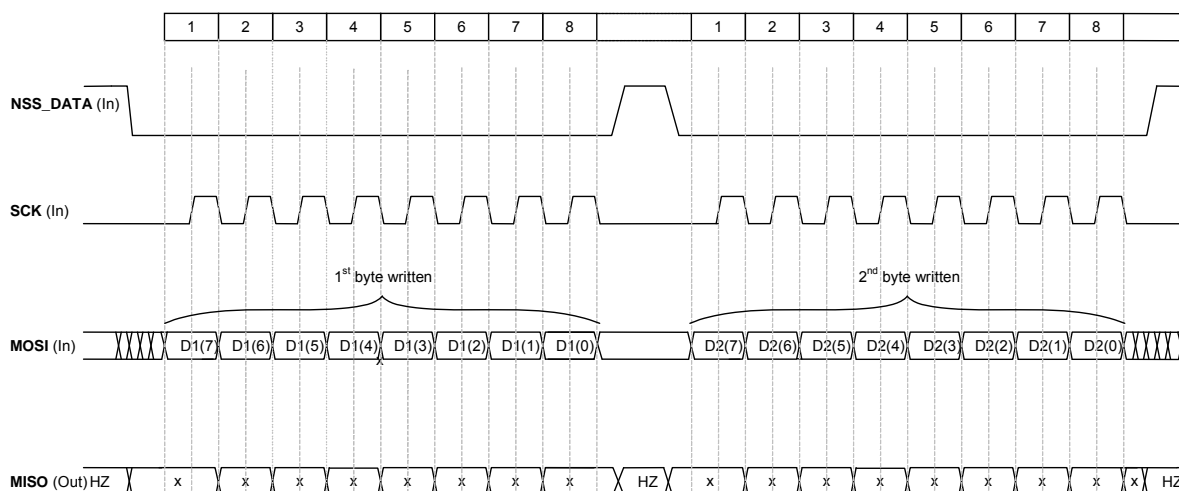 1 2 3 4 5 6 7 8 1 2 3 4 5 6 7 8
NSS_DATA (In)
SCK (In)
1st byte written 2nd byte written
MOSI (In) D1(7) D1(6) D1(5) D1(4) D1(3) D1(2) D1(1) D1(0) D2(7) D2(6) D2(5) D2(4) D2(3) D2(2) D2(1) D2(0)
x
MISO (Out) HZ x x x x x x x x HZ x x x x x x x x x HZ